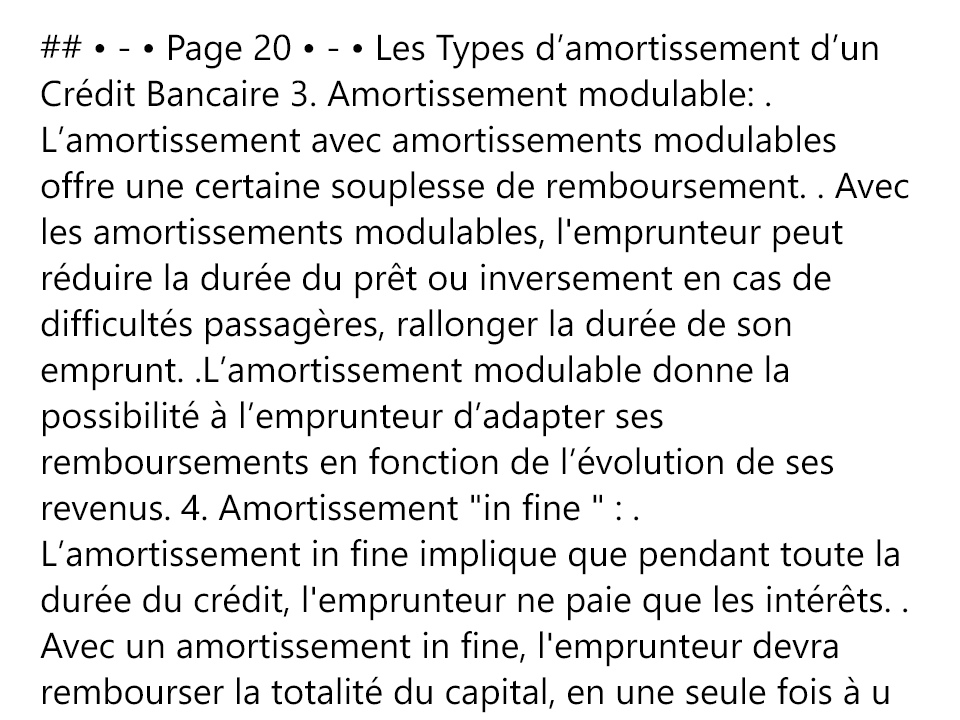 ## • - • Page 20 • - • Les Types d’amortissement d’un
Crédit Bancaire 3. Amortissement modulable: .
L’amortissement avec amortissements modulables
offre une certaine souplesse de remboursement. . Avec
les amortissements modulables, l'emprunteur peut
réduire la durée du prêt ou inversement en cas de
difficultés passagères, rallonger la durée de son
emprunt. .L’amortissement modulable donne la
possibilité à l’emprunteur d’adapter ses
remboursements en fonction de l’évolution de ses
revenus. 4. Amortissement "in fine " : .
L’amortissement in fine implique que pendant toute la
durée du crédit, l'emprunteur ne paie que les intérêts. .
Avec un amortissement in fine, l'emprunteur devra
rembourser la totalité du capital, en une seule fois à u